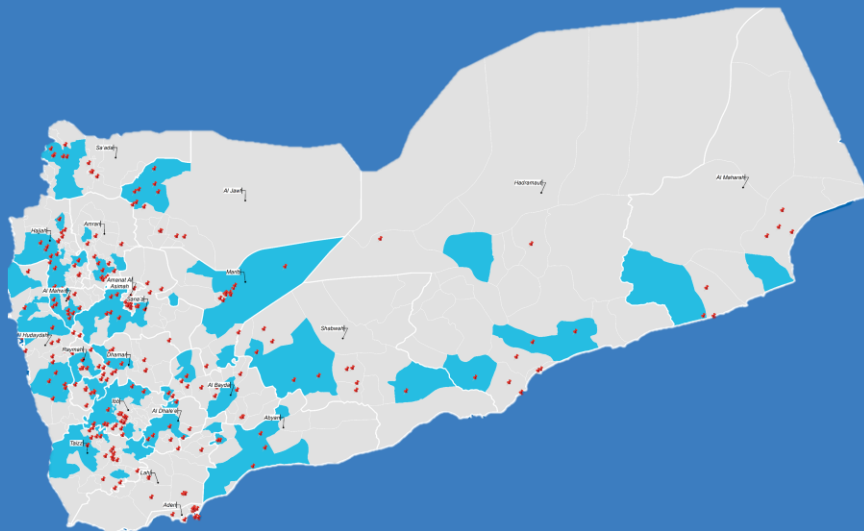 Sa'adah
Al Jawf
Hadramaut
Al Maharah
Amran
Hajjah
Amanat Al
Asimah
Marib
Al Mahwit
Sana'a
Al Hudaydah
Shabwah
Raymah
Dhamar
Al Bayda
Ibb
Al Dhale'e
Abyan
Taizz
Lahj
Aden